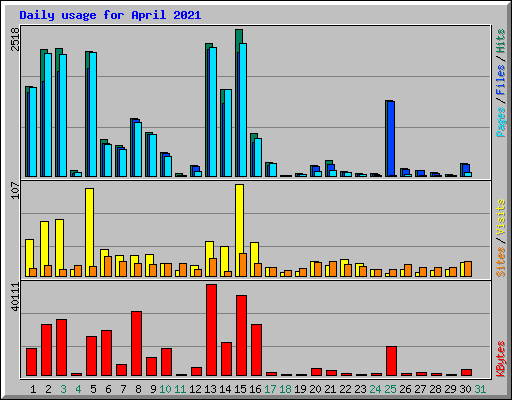 Daily usage for April 2021
2518
Pages / Files / Hits
107
Sites / Visits
40111
KBytes
1 2 3 4 5 6 7 8 9 10 11 12 13 14 15 16 17 18 19 20 21 22 23 24 25 26 27 28 29 30 31